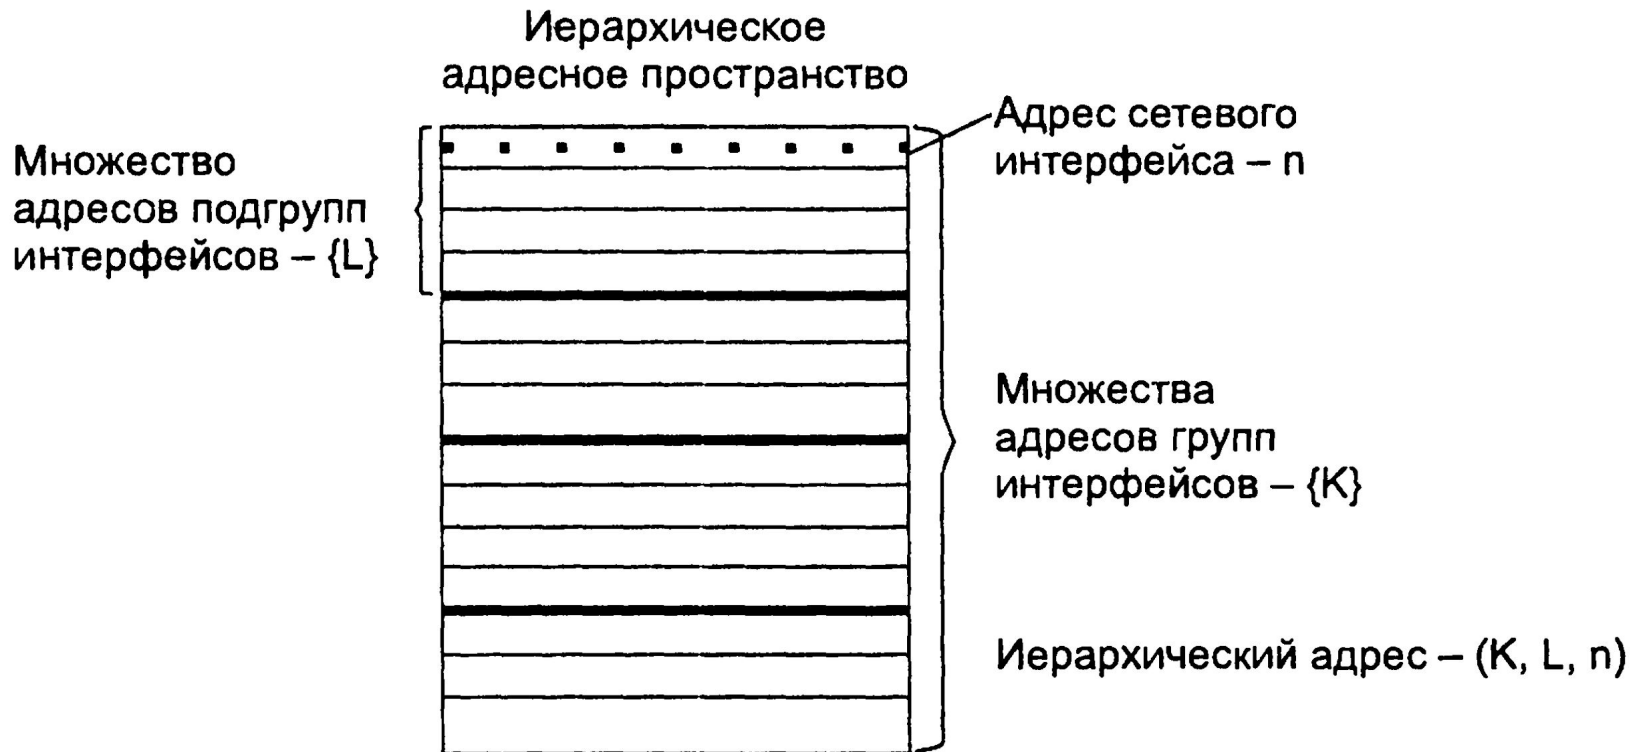 Иерархическое
адресное пространство
Адрес сетевого
интерфейса – n
Множество
адресов подгрупп
интерфейсов – {L}
Множества
адресов групп
интерфейсов – {K}
Иерархический адрес – (K, L, n)